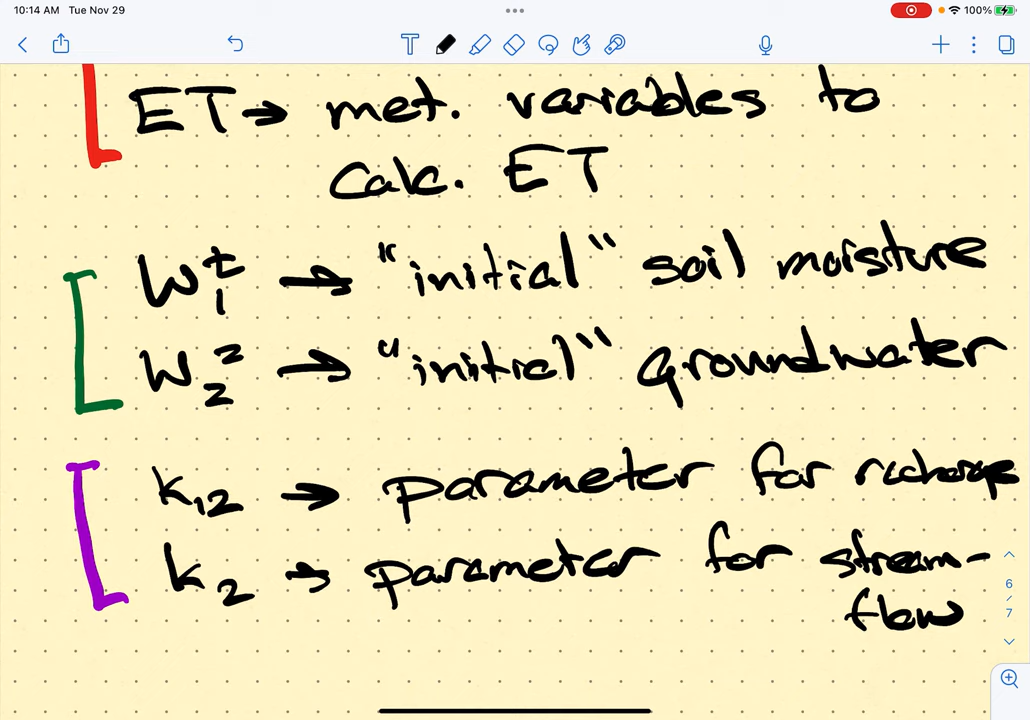 10:14 AM Tue Nov 29
100%
T
ET → met. variables to
calc. ET
W₁ᵗ → "initial" soil moisture
W₂² → "initial" groundwater
k₁₂ → parameter for recharge
k₂ → parameter for stream-
flow
6
/
7